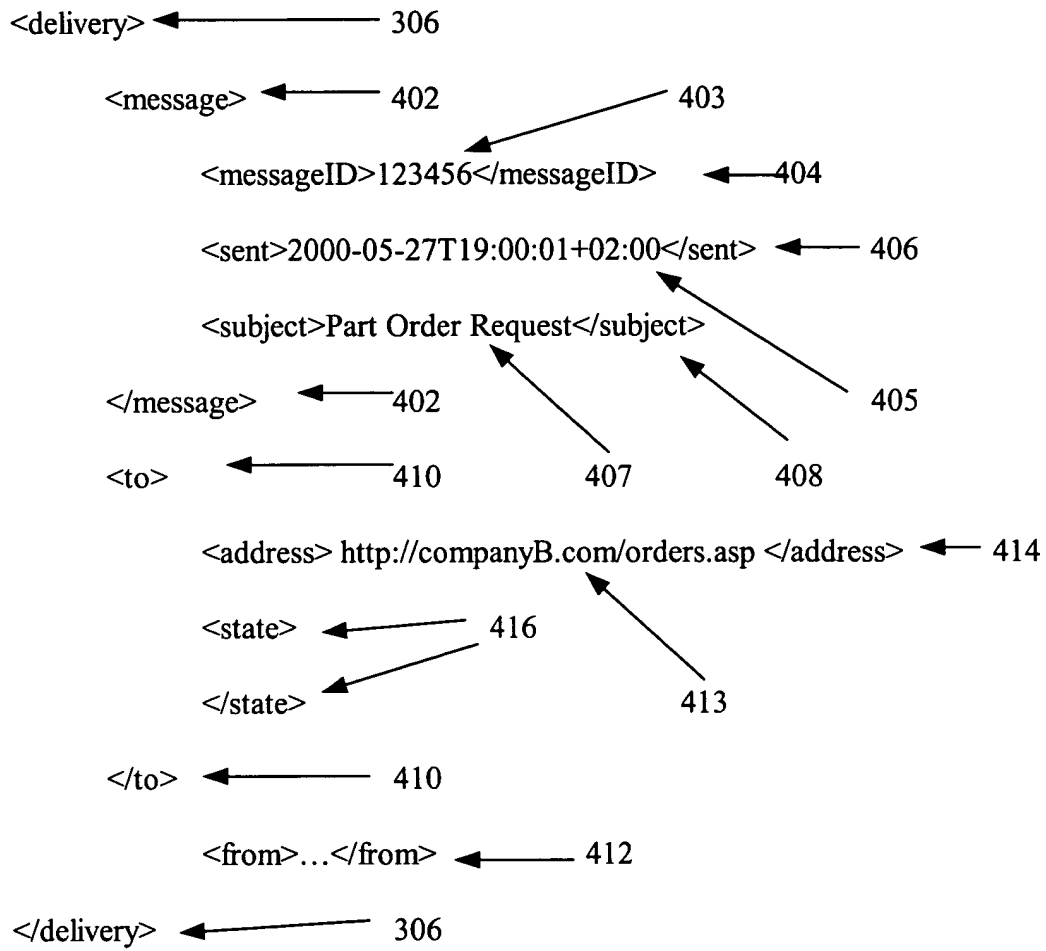 <delivery> 306
<message> 402 403
<messageID>123456</messageID> 404
<sent>2000-05-27T19:00:01+02:00</sent> 406
<subject>Part Order Request</subject>
</message> 402 405
<to> 410 407 408
<address> http://companyB.com/orders.asp </address> 414
<state> 416
</state> 413
</to> 410
<from>...</from> 412
</delivery> 306